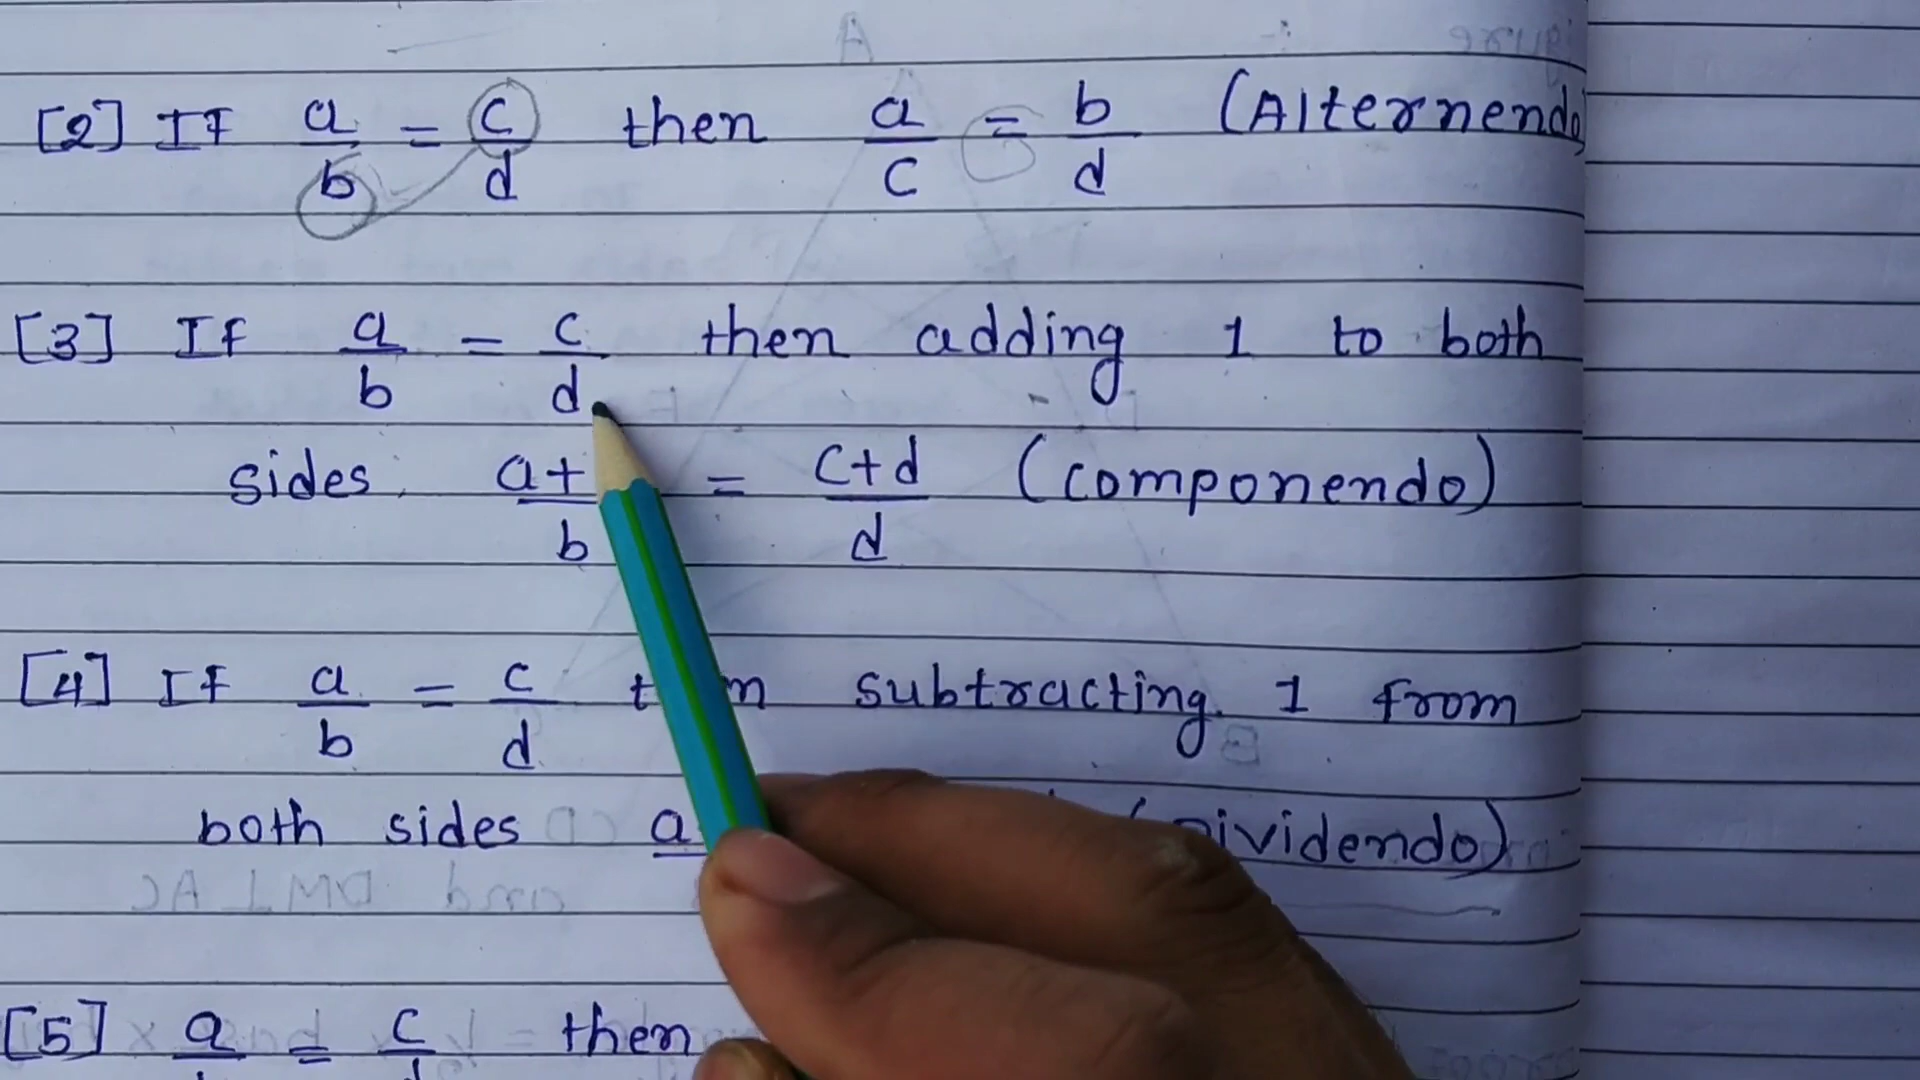 [2] If a/b = c/d then a/c = b/d (Alternendo
[3] If a/b = c/d then adding 1 to both
sides a+ /b = c+d/d (componendo)
[4] If a/b = c/d subtracting 1 from
both sides a (Dividendo)
[5] a = c then